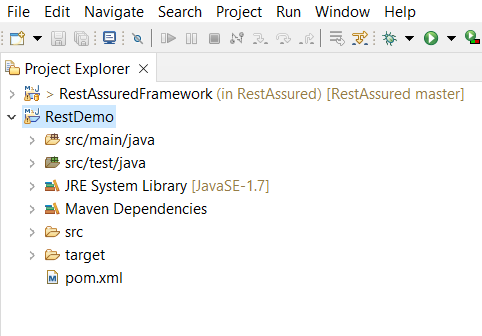 File Edit Navigate Search Project Run Window Help
Project Explorer
> RestAssuredFramework (in RestAssured) [RestAssured master]
RestDemo
src/main/java
src/test/java
JRE System Library [JavaSE-1.7]
Maven Dependencies
src
target
pom.xml